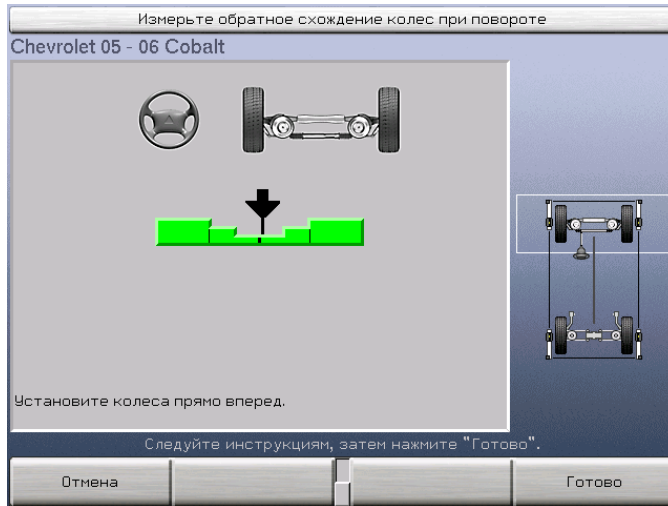 Измерьте обратное схождение колес при повороте
Chevrolet 05 - 06 Cobalt
Установите колеса прямо вперед.
Следуйте инструкциям, затем нажмите "Готово".
Отмена
Готово